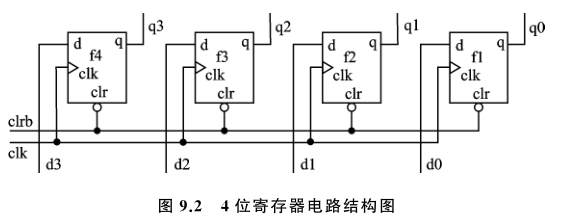 q3 q2 q1 q0
d q d q d q d q
f4 f3 f2 f1
clk clk clk clk
clr clr clr clr
clrb
clk
d3 d2 d1 d0
图 9.2 4 位寄存器电路结构图